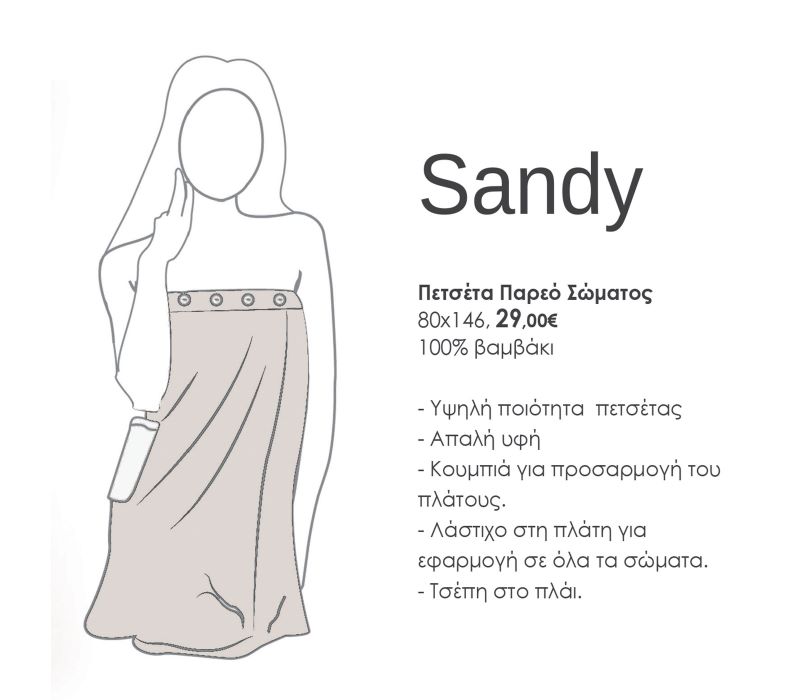 Sandy
Πετσέτα Παρεό Σώματος
80x146, 29,00€
100% βαμβάκι
- Υψηλή ποιότητα πετσέτας
- Απαλή υφή
- Κουμπιά για προσαρμογή του
πλάτους.
- Λάστιχο στη πλάτη για
εφαρμογή σε όλα τα σώματα.
- Τσέπη στο πλάι.